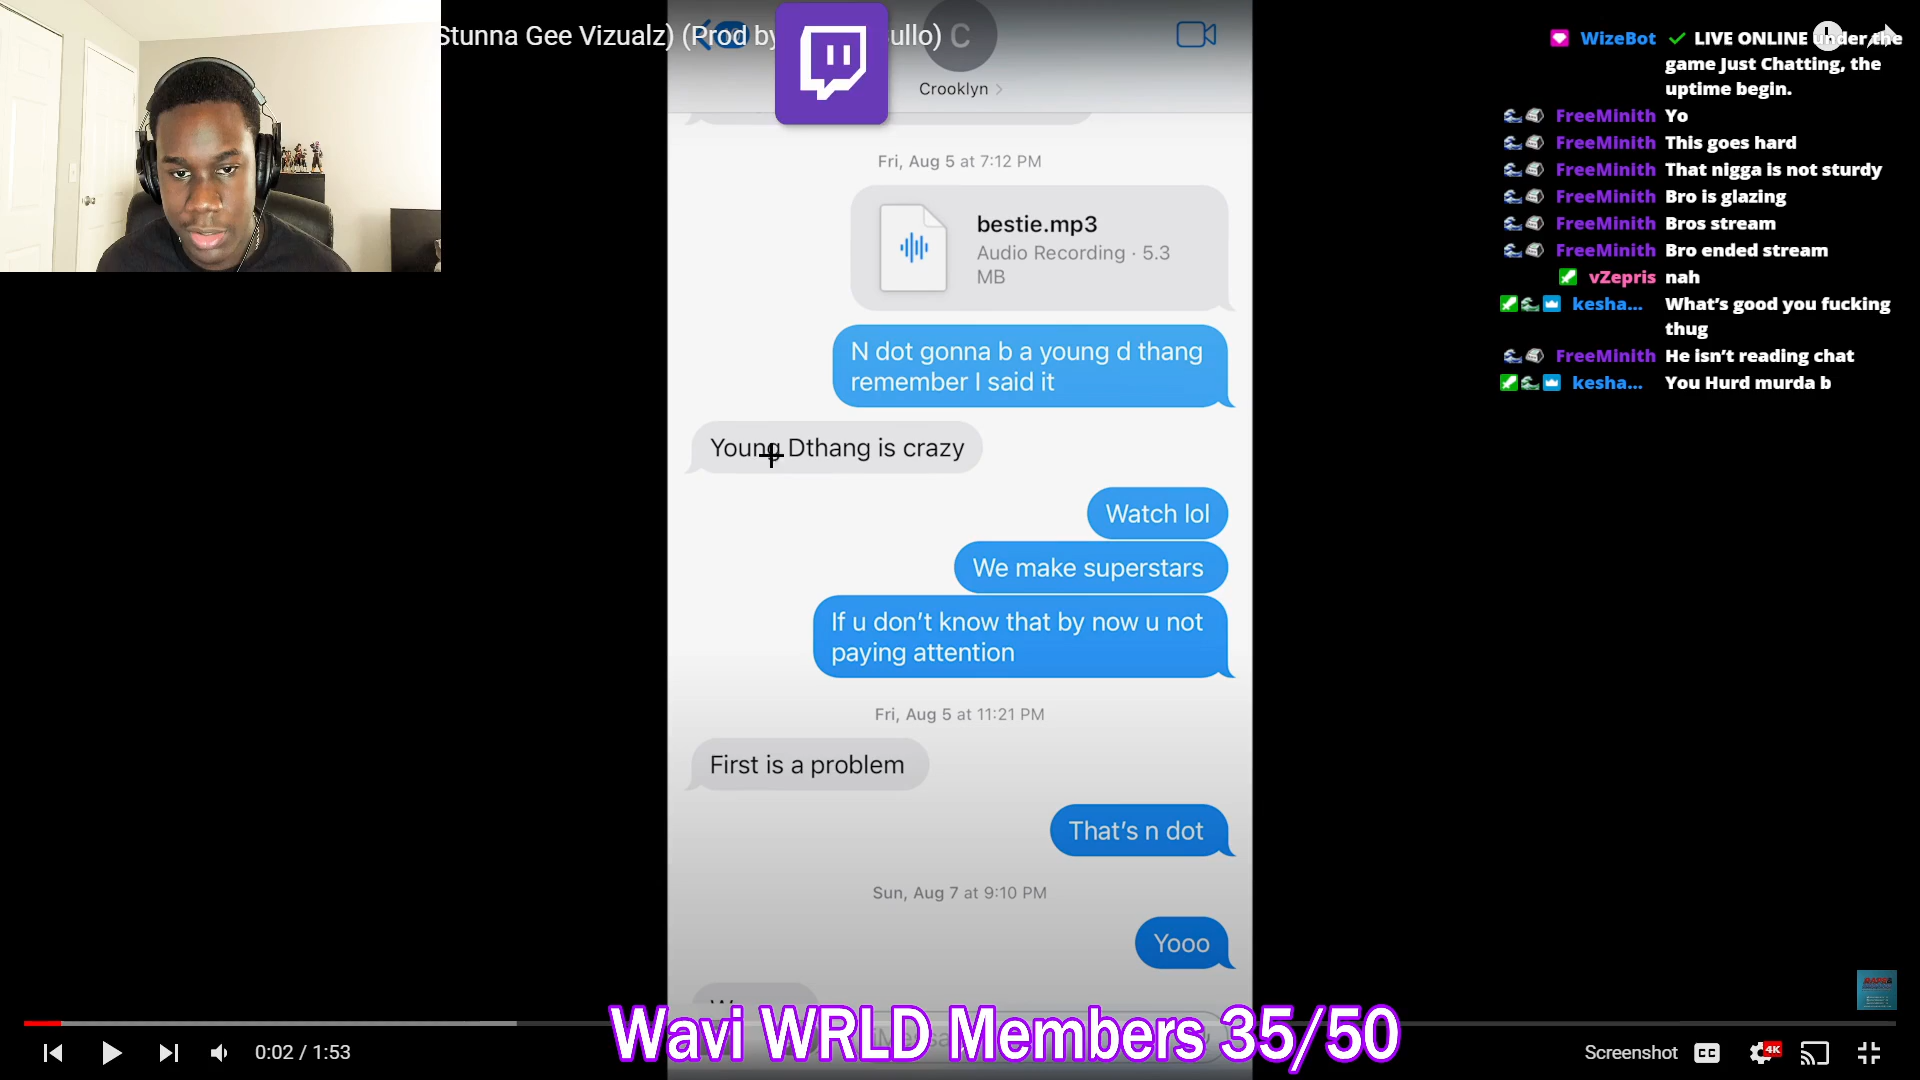 Stunna Gee Vizualz) (Prod by
ullo)
C
Crooklyn
Fri, Aug 5 at 7:12 PM
bestie.mp3
Audio Recording · 5.3
MB
N dot gonna b a young d thang
remember I said it
Young Dthang is crazy
Watch lol
We make superstars
If u don't know that by now u not
paying attention
Fri, Aug 5 at 11:21 PM
First is a problem
That's n dot
Sun, Aug 7 at 9:10 PM
Yooo
Wavi WRLD Members 35/50
0:02 / 1:53
Screenshot
CC
4K
WizeBot LIVE ONLINE under the
game Just Chatting, the
uptime begin.
FreeMinith Yo
FreeMinith This goes hard
FreeMinith That nigga is not sturdy
FreeMinith Bro is glazing
FreeMinith Bros stream
FreeMinith Bro ended stream
vZepris nah
kesha... What's good you fucking
thug
FreeMinith He isn't reading chat
kesha... You Hurd murda b